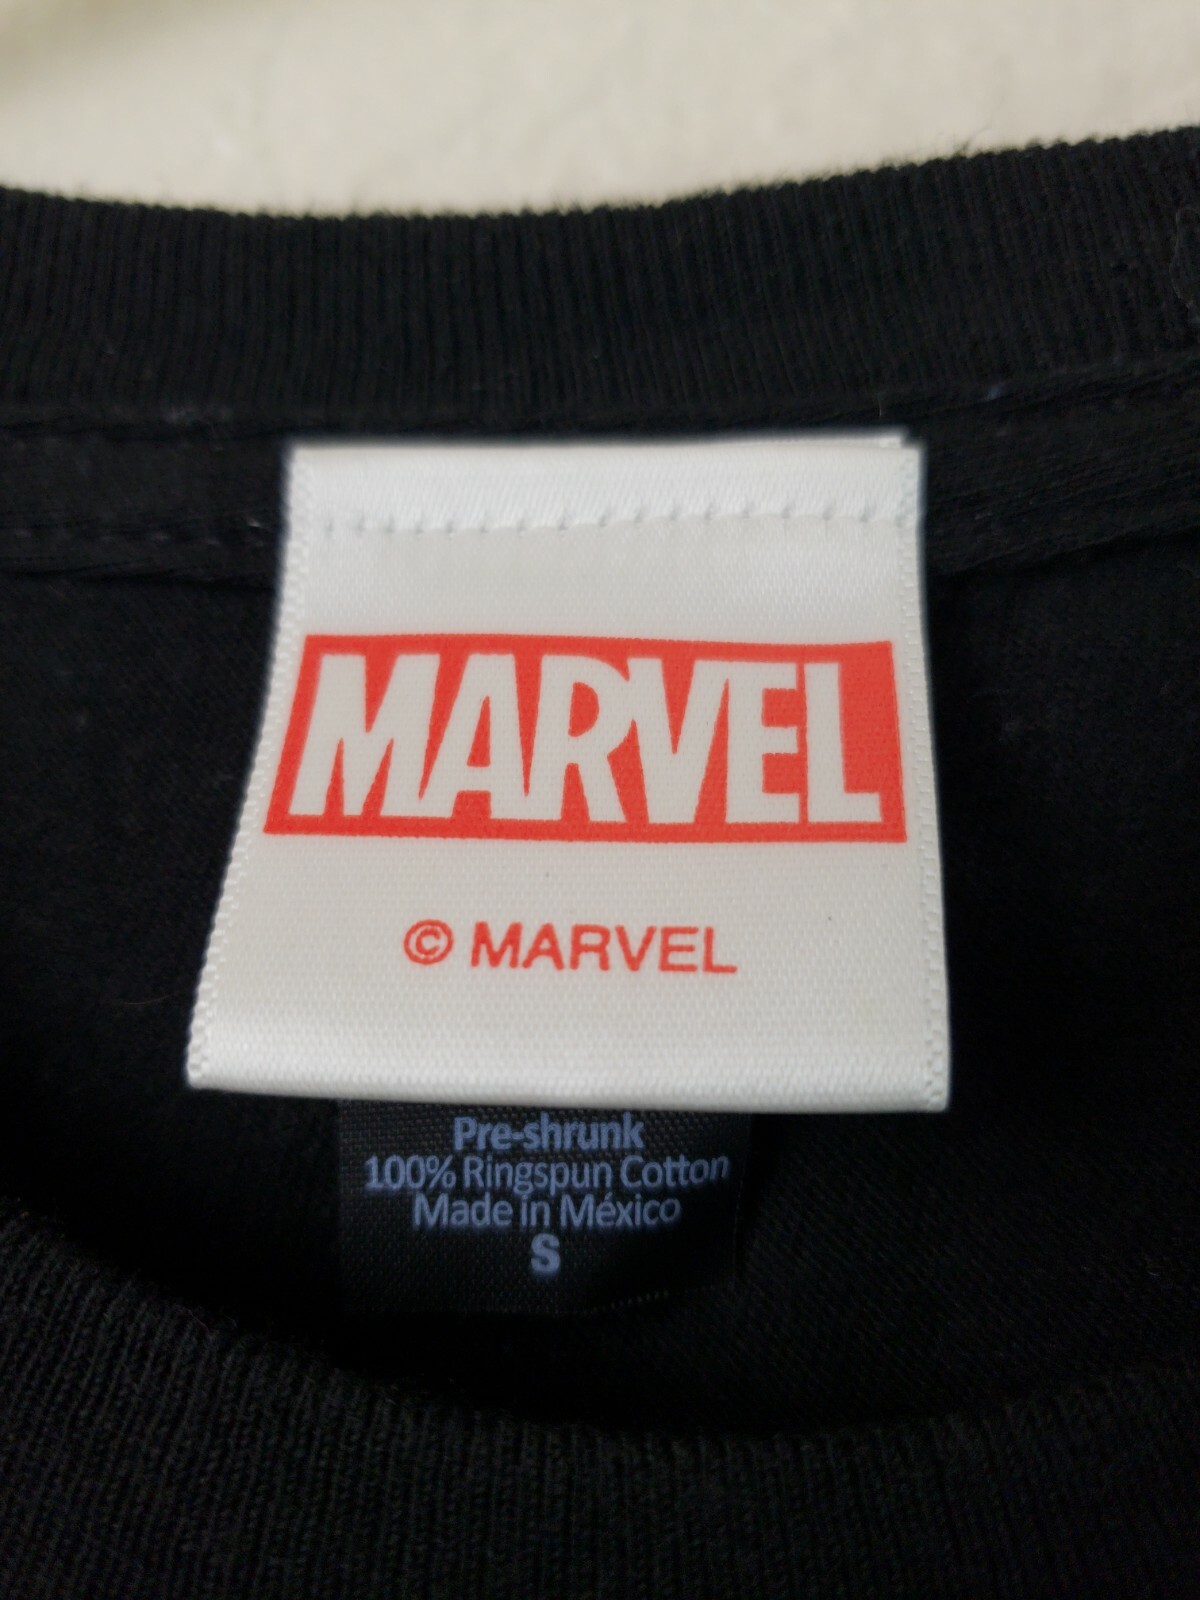 MARVEL
© MARVEL
Pre-shrunk
100% Ringspun Cotton
Made in México
S